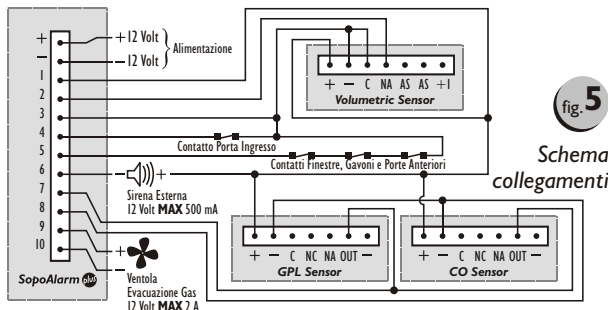 +
−
1
2
3
4
5
6
7
8
9
10
SopoAlarm plus
+ 12 Volt
− 12 Volt
Alimentazione
+ − C NA AS AS +I
Volumetric Sensor
Contatto Porta Ingresso
Contatti Finestre, Gavoni e Porte Anteriori
− +
Sirena Esterna
12 Volt MAX 500 mA
+
−
Ventola
Evacuazione Gas
12 Volt MAX 2 A
+ − C NC NA OUT −
GPL Sensor
+ − C NC NA OUT −
CO Sensor
fig. 5
Schema
collegamenti